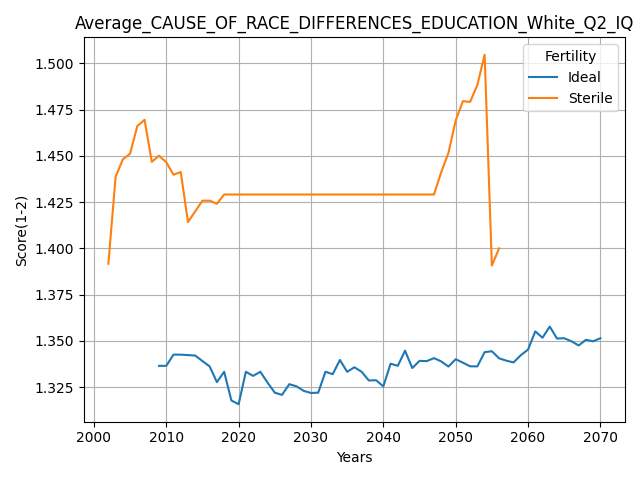 Average_CAUSE_OF_RACE_DIFFERENCES_EDUCATION_White_Q2_IQ
Fertility
Ideal
Sterile
1.500
1.475
1.450
1.425
1.400
1.375
1.350
1.325
Score(1-2)
2000 2010 2020 2030 2040 2050 2060 2070
Years